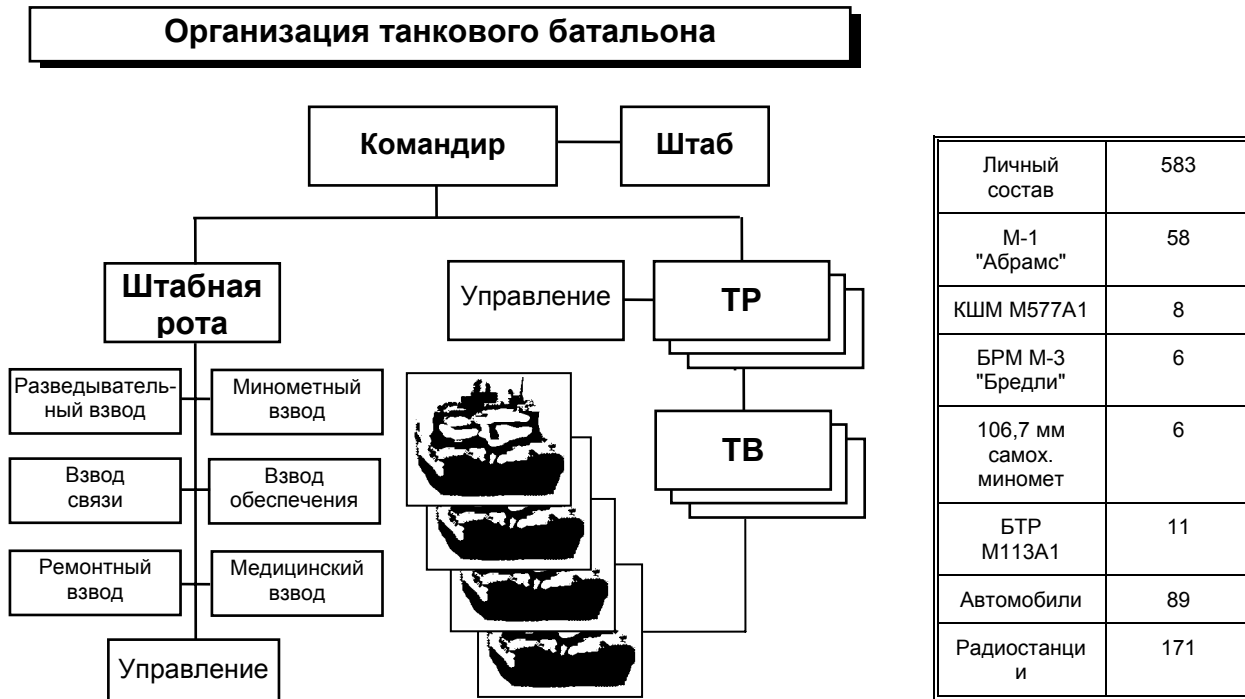 Организация танкового батальона
Командир
Штаб
Штабная
рота
Управление
ТР
Разведыватель-
ный взвод
Минометный
взвод
ТВ
Взвод
связи
Взвод
обеспечения
Ремонтный
взвод
Медицинский
взвод
Управление
Личный
состав
583
М-1
"Абрамс"
58
КШМ М577А1
8
БРМ М-3
"Бредли"
6
106,7 мм
самох.
миномет
6
БТР
М113А1
11
Автомобили
89
Радиостанци
и
171